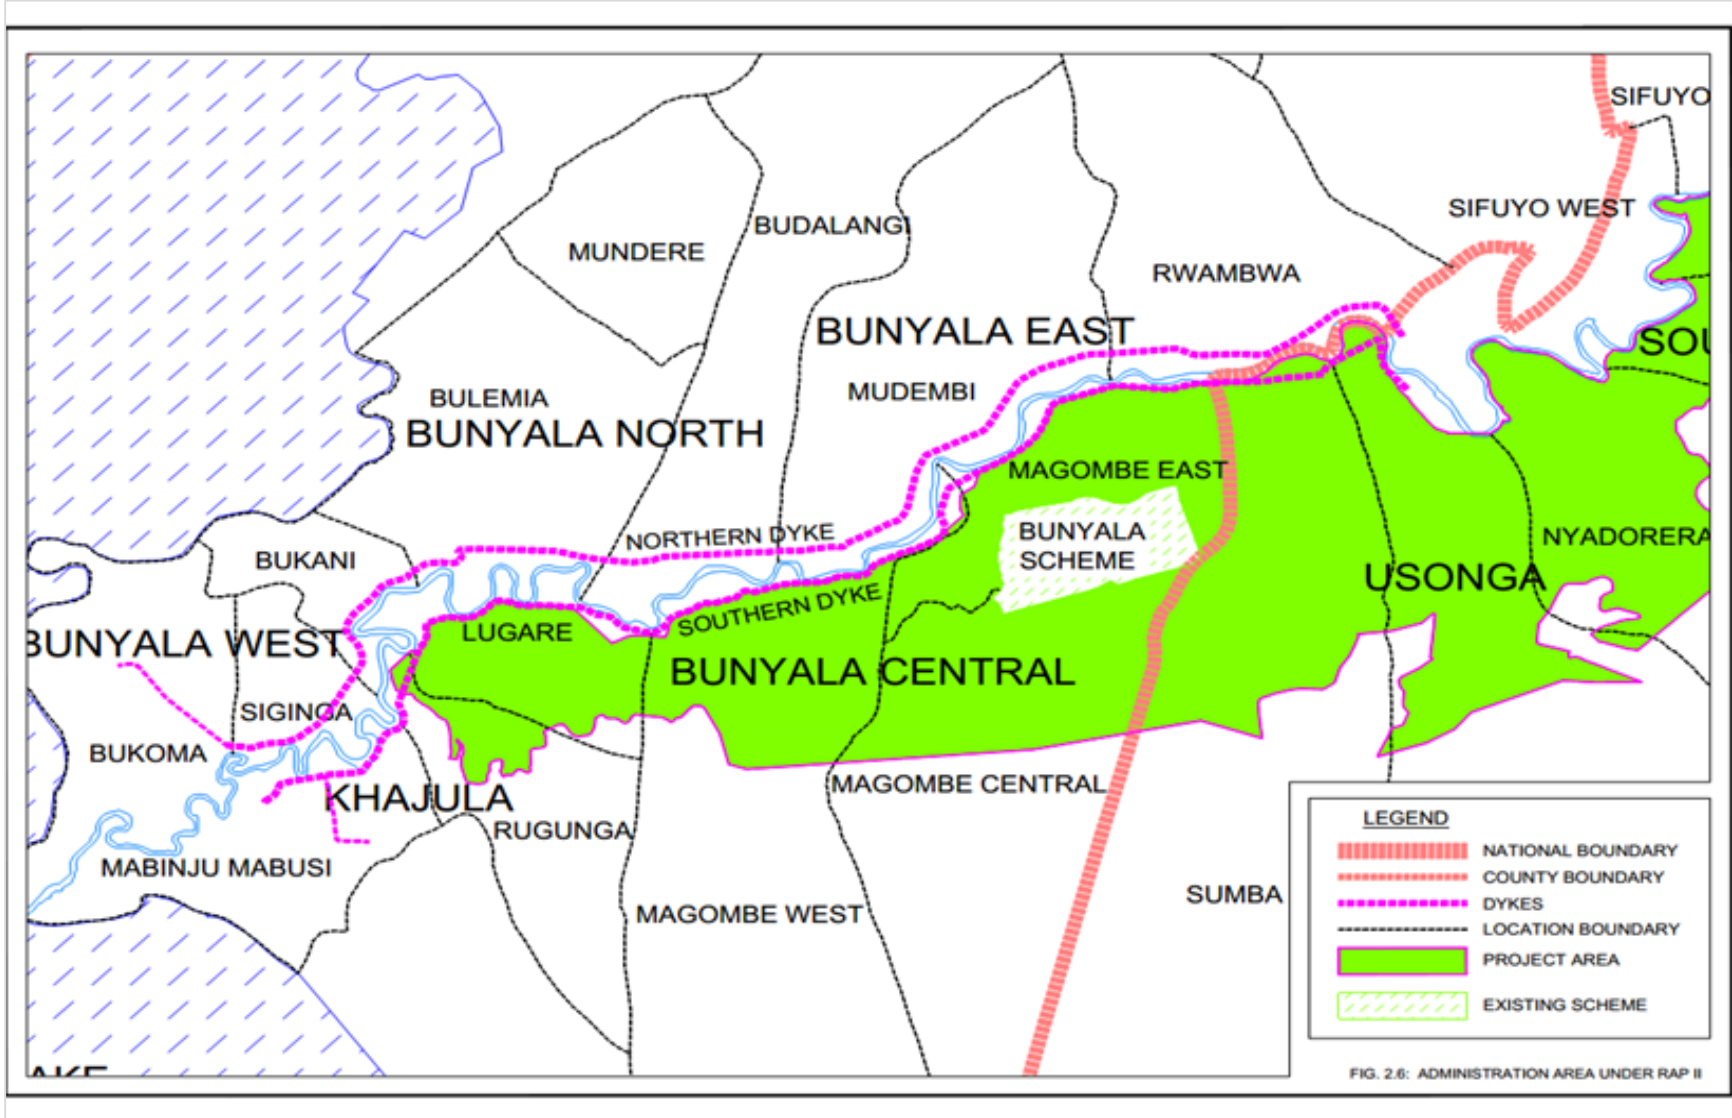 SIFUYO
SIFUYO WEST
BUDALANGI
MUNDERE
RWAMBWA
BUNYALA EAST
SOU
BULEMIA
MUDEMBI
BUNYALA NORTH
MAGOMBE EAST
BUNYALA
SCHEME
NORTHERN DYKE
NYADORERA
BUKANI
USONGA
SOUTHERN DYKE
LUGARE
BUNYALA WEST
BUNYALA CENTRAL
SIGINGA
BUKOMA
MAGOMBE CENTRAL
KHAJULA
RUGUNGA
MABINJU MABUSI
SUMBA
MAGOMBE WEST
LEGEND
NATIONAL BOUNDARY
COUNTY BOUNDARY
DYKES
LOCATION BOUNDARY
PROJECT AREA
EXISTING SCHEME
AKE
FIG. 2.6: ADMINISTRATION AREA UNDER RAP II